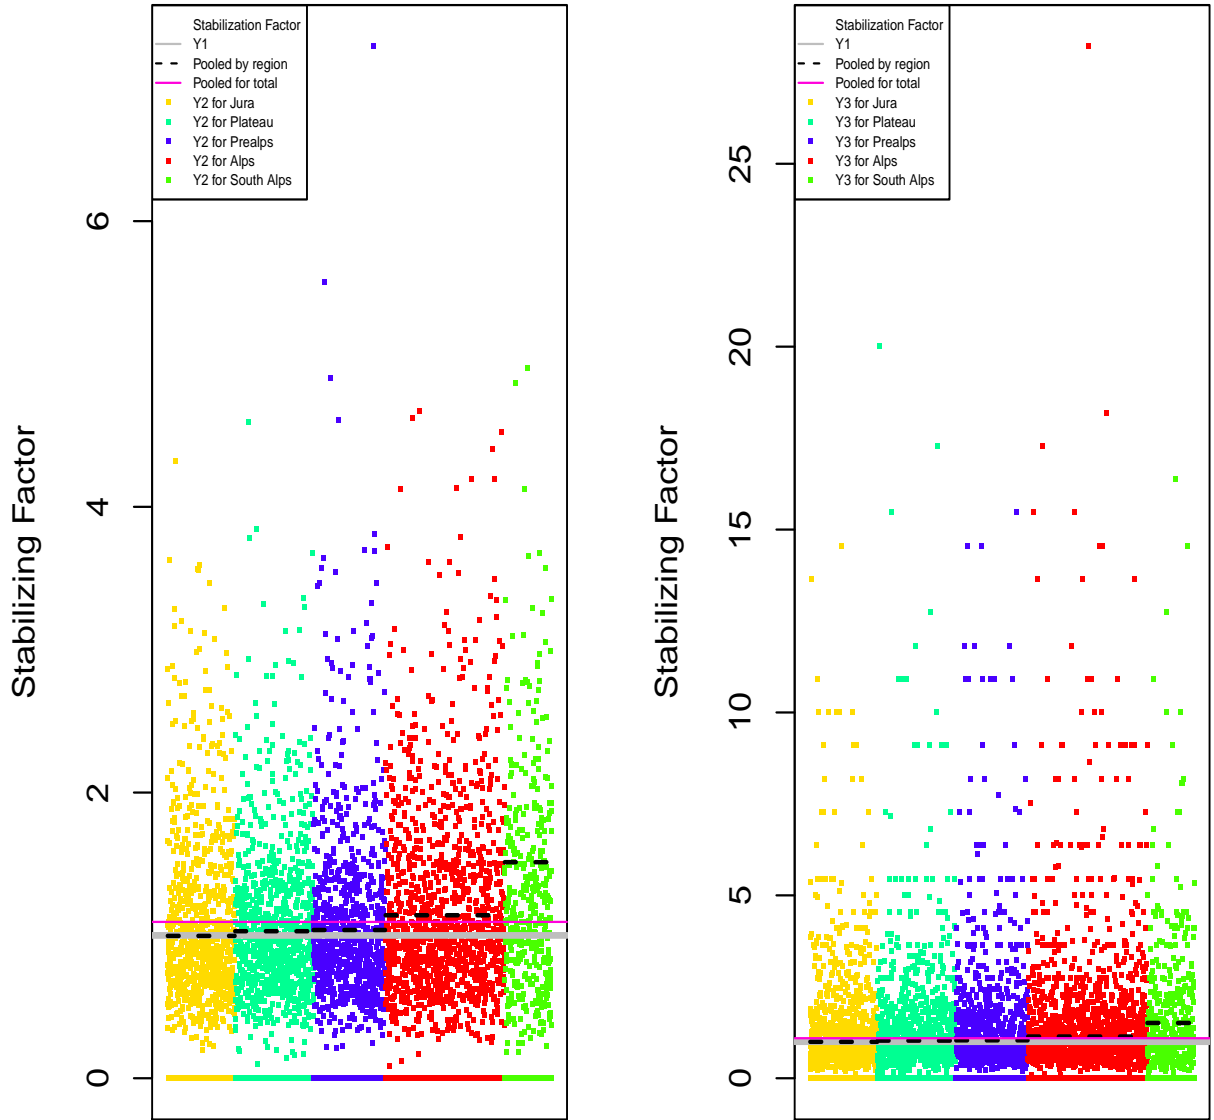 Stabilization Factor
Y1
Pooled by region
Pooled for total
Y2 for Jura
Y2 for Plateau
Y2 for Prealps
Y2 for Alps
Y2 for South Alps
Stabilizing Factor
6
4
2
0
Stabilization Factor
Y1
Pooled by region
Pooled for total
Y3 for Jura
Y3 for Plateau
Y3 for Prealps
Y3 for Alps
Y3 for South Alps
Stabilizing Factor
25
20
15
10
5
0